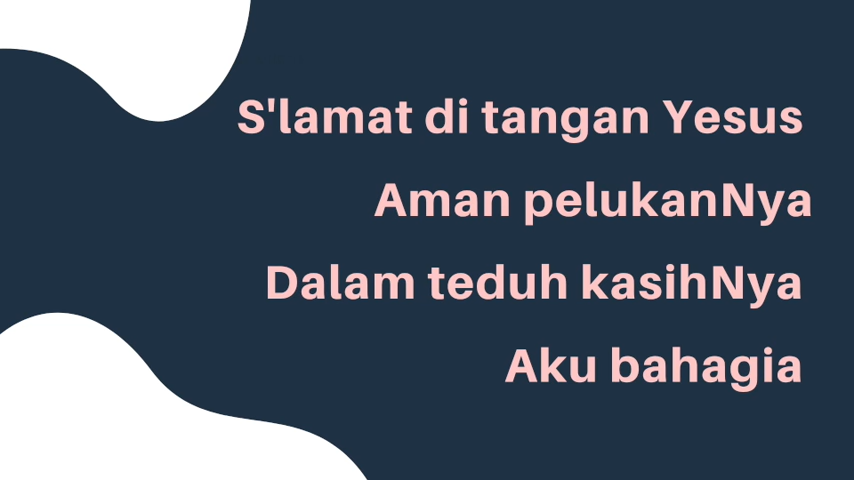 S'lamat di tangan Yesus
Aman pelukanNya
Dalam teduh kasihNya
Aku bahagia